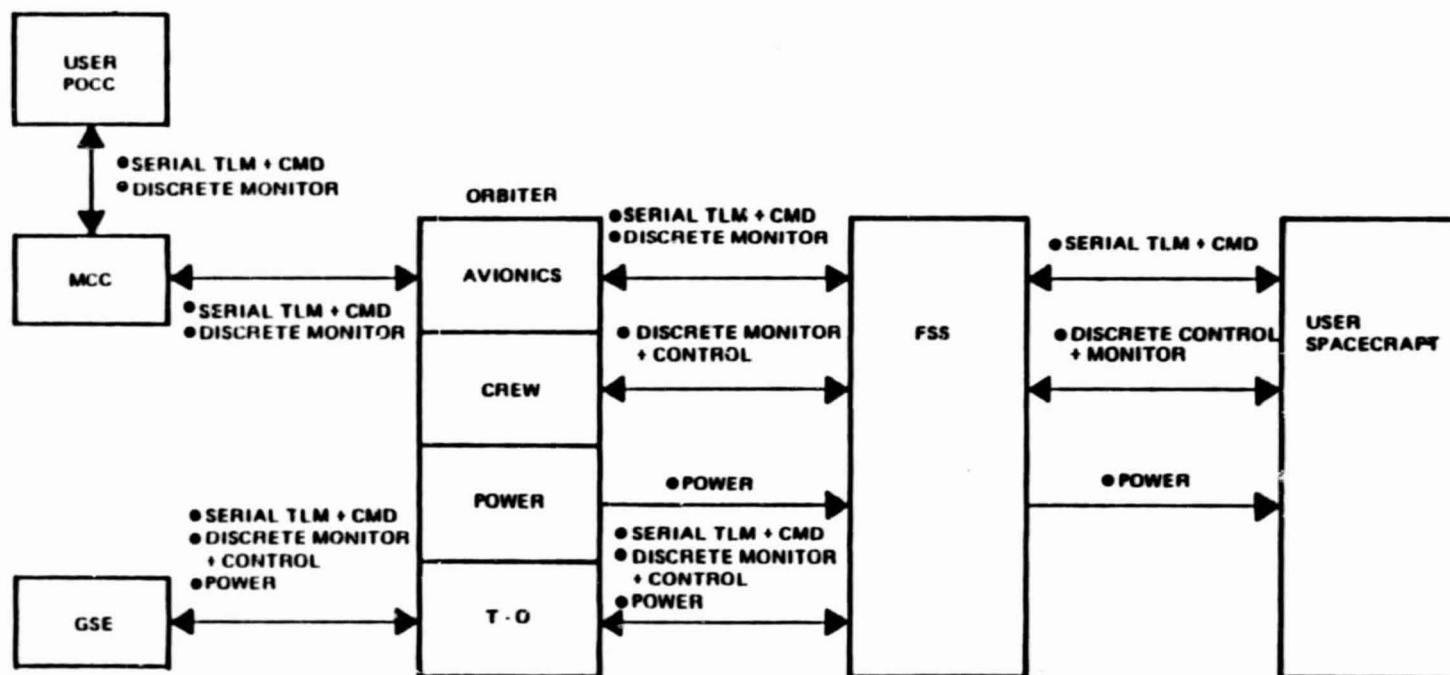 USER
POCC
● SERIAL TLM + CMD
● DISCRETE MONITOR
ORBITER
MCC
● SERIAL TLM + CMD
● DISCRETE MONITOR
AVIONICS
● SERIAL TLM + CMD
● DISCRETE MONITOR
FSS
● SERIAL TLM + CMD
USER
SPACECRAFT
CREW
● DISCRETE MONITOR
+ CONTROL
● DISCRETE CONTROL
+ MONITOR
POWER
● POWER
● POWER
GSE
● SERIAL TLM + CMD
● DISCRETE MONITOR
+ CONTROL
● POWER
T - O
● SERIAL TLM + CMD
● DISCRETE MONITOR
+ CONTROL
● POWER